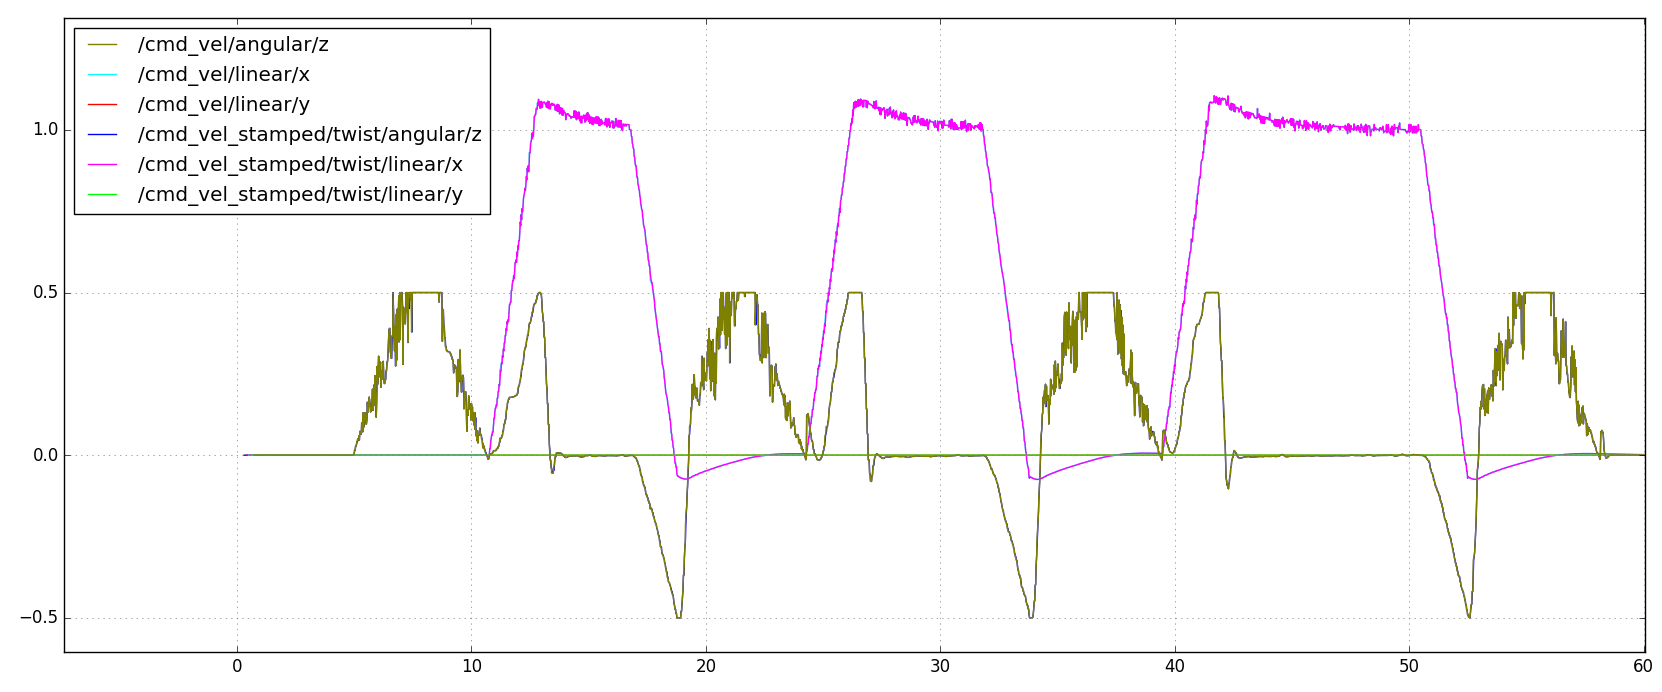 /cmd_vel/angular/z
/cmd_vel/linear/x
/cmd_vel/linear/y
/cmd_vel_stamped/twist/angular/z
/cmd_vel_stamped/twist/linear/x
/cmd_vel_stamped/twist/linear/y
1.0
0.5
0.0
−0.5
0 10 20 30 40 50 60